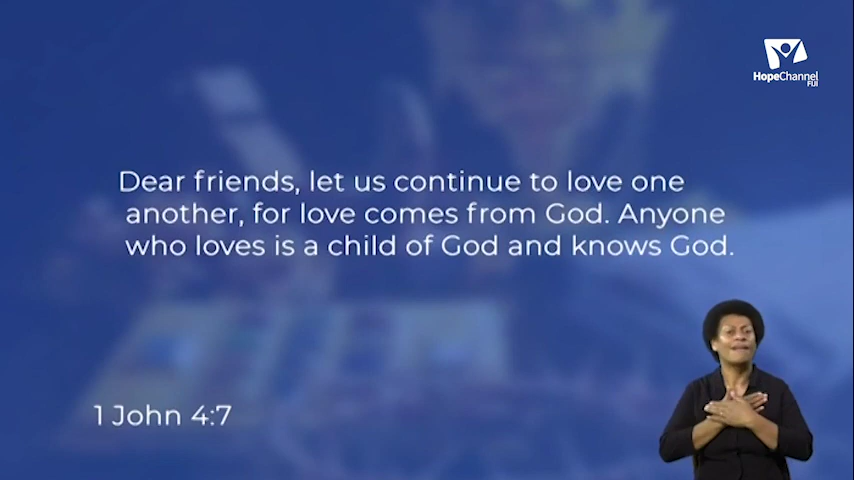 HopeChannel
FIJI
Dear friends, let us continue to love one
another, for love comes from God. Anyone
who loves is a child of God and knows God.
1 John 4:7